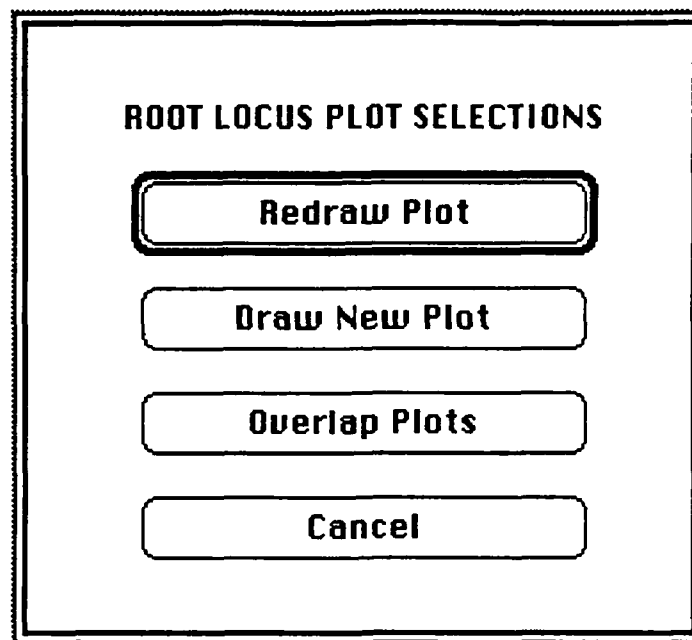 ROOT LOCUS PLOT SELECTIONS
Redraw Plot
Draw New Plot
Overlap Plots
Cancel